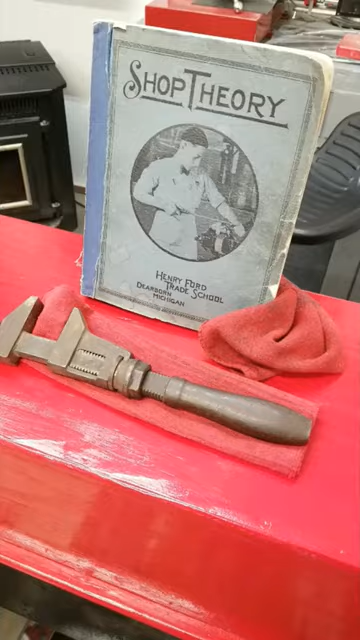 SHOP THEORY
HENRY FORD
TRADE SCHOOL
DEARBORN
MICHIGAN